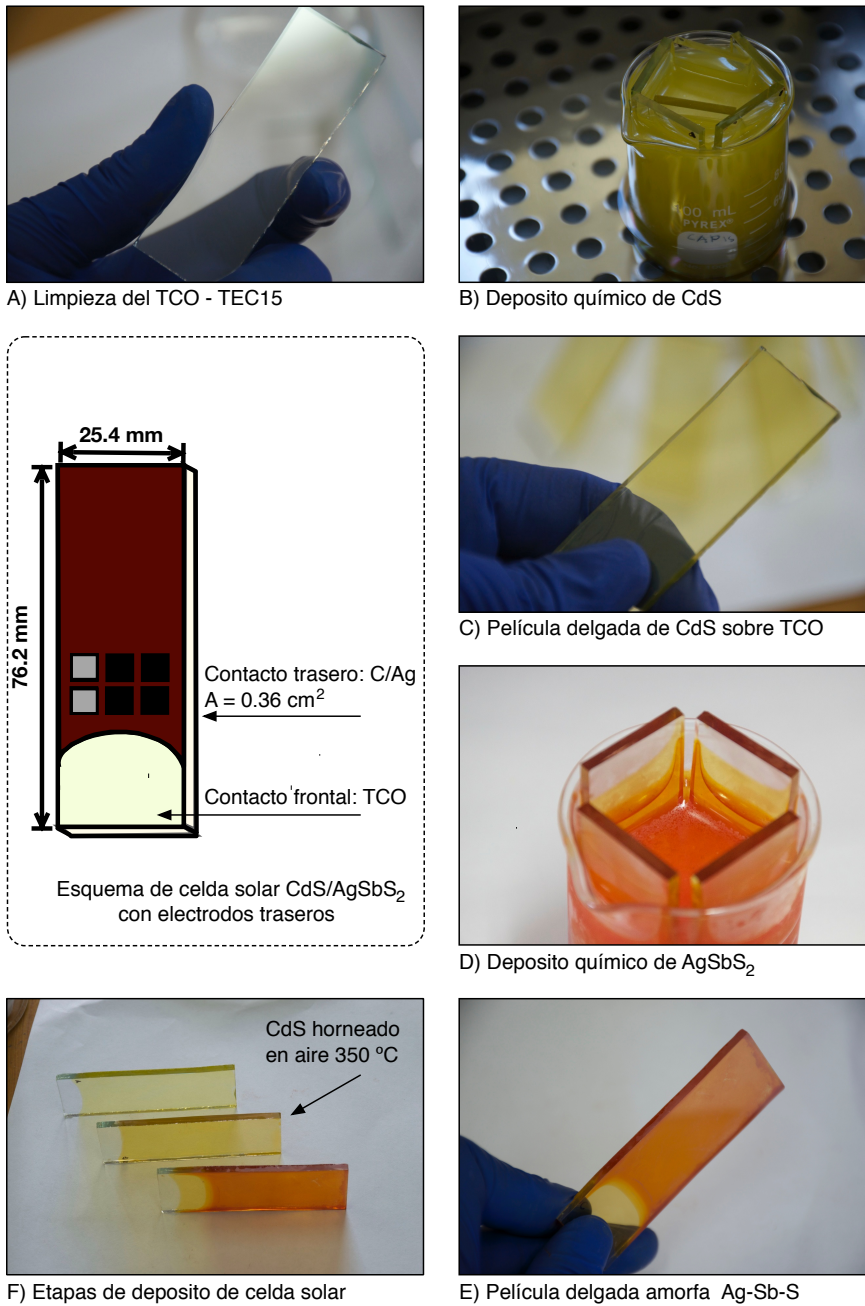 600 mL
PYREX
A) Limpieza del TCO - TEC15
B) Deposito químico de CdS
25.4 mm
76.2 mm
Contacto trasero: C/Ag
A = 0.36 cm²
Contacto frontal: TCO
Esquema de celda solar CdS/AgSbS₂
con electrodos traseros
C) Película delgada de CdS sobre TCO
D) Deposito químico de AgSbS₂
CdS horneado
en aire 350 ºC
F) Etapas de deposito de celda solar
E) Película delgada amorfa Ag-Sb-S